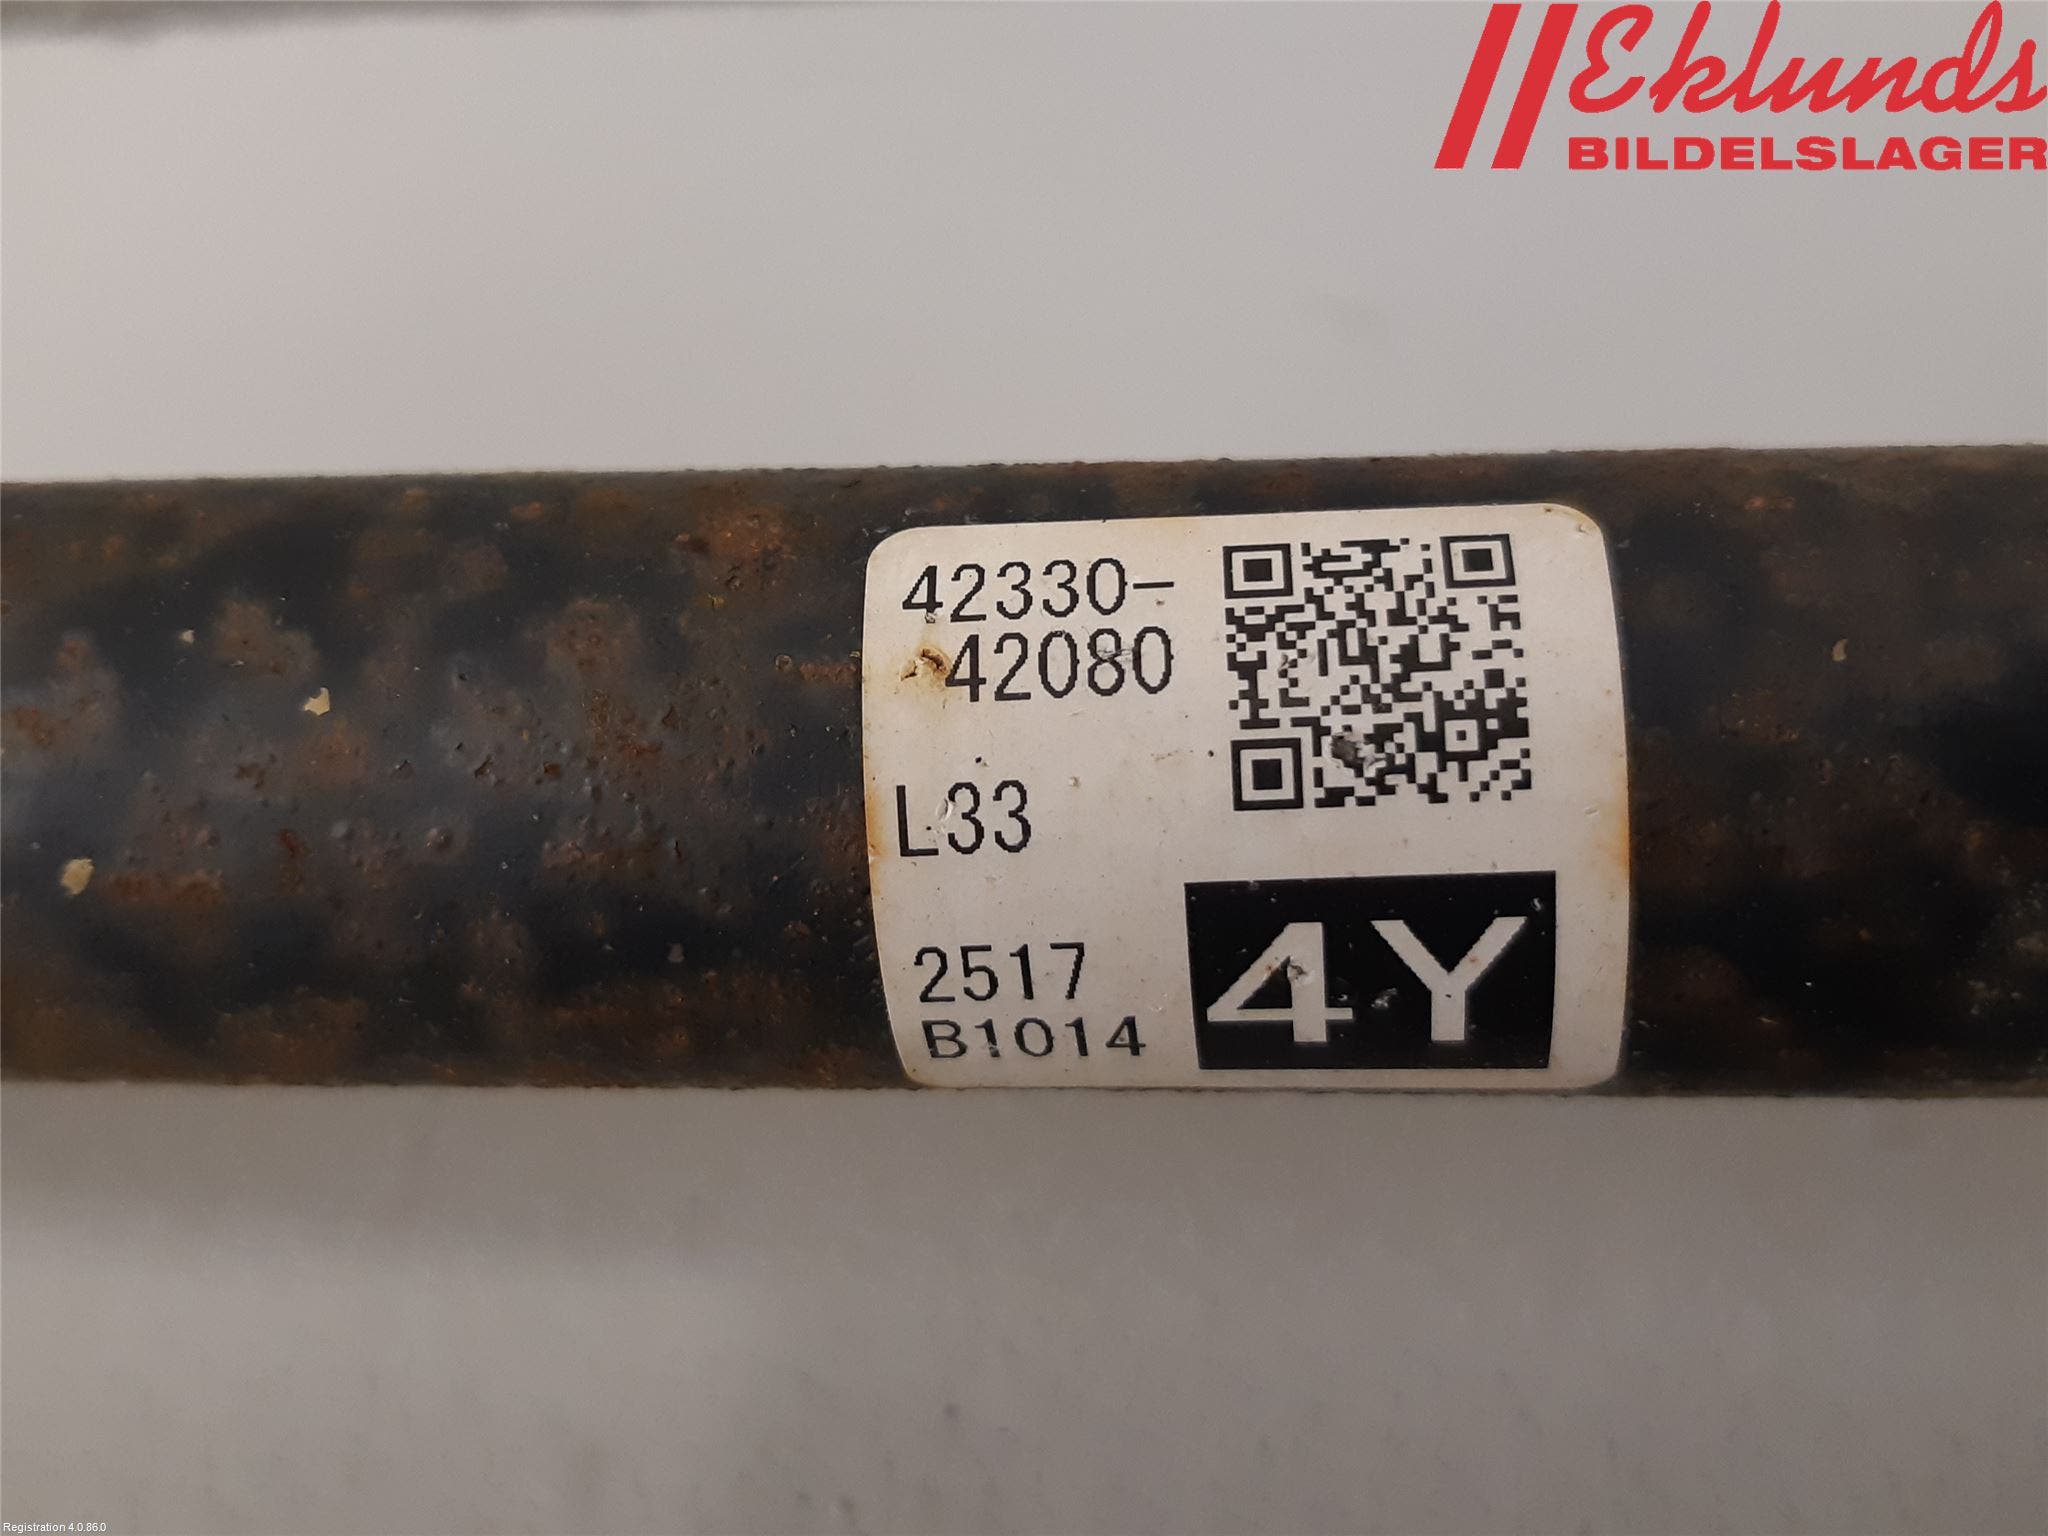 Eklunds
BILDELSLAGER
42330-
42080
L33
2517
B1014
4Y
Registration 4.0.86.0